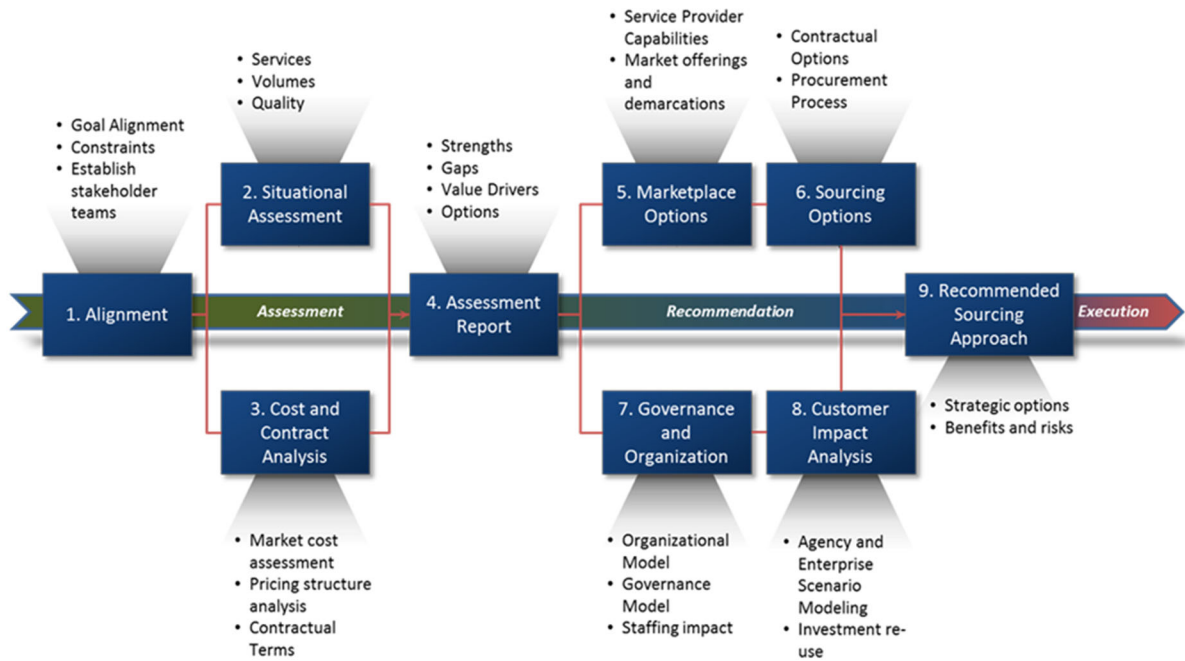 • Goal Alignment
• Constraints
• Establish
stakeholder
teams
1. Alignment
• Services
• Volumes
• Quality
2. Situational
Assessment
Assessment
3. Cost and
Contract
Analysis
• Market cost
assessment
• Pricing structure
analysis
• Contractual
Terms
• Strengths
• Gaps
• Value Drivers
• Options
4. Assessment
Report
• Service Provider
Capabilities
• Market offerings
and
demarcations
5. Marketplace
Options
• Contractual
Options
• Procurement
Process
6. Sourcing
Options
Recommendation
7. Governance
and
Organization
• Organizational
Model
• Governance
Model
• Staffing impact
8. Customer
Impact
Analysis
• Agency and
Enterprise
Scenario
Modeling
• Investment re-
use
9. Recommended
Sourcing
Approach
• Strategic options
• Benefits and risks
Execution